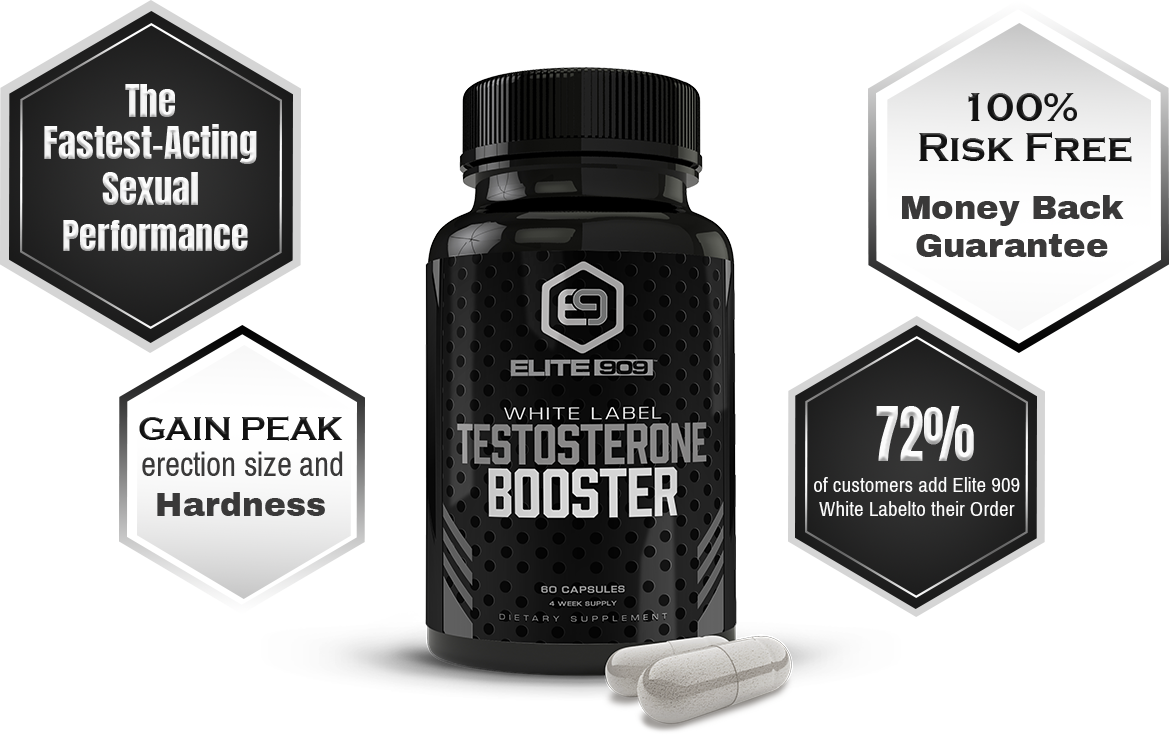 The
Fastest-Acting
Sexual
Performance
GAIN PEAK
erection size and
Hardness
E9
ELITE 909
WHITE LABEL
TESTOSTERONE
BOOSTER
60 CAPSULES
4 WEEK SUPPLY
DIETARY SUPPLEMENT
100%
RISK FREE
Money Back
Guarantee
72%
of customers add Elite 909
White Labelto their Order